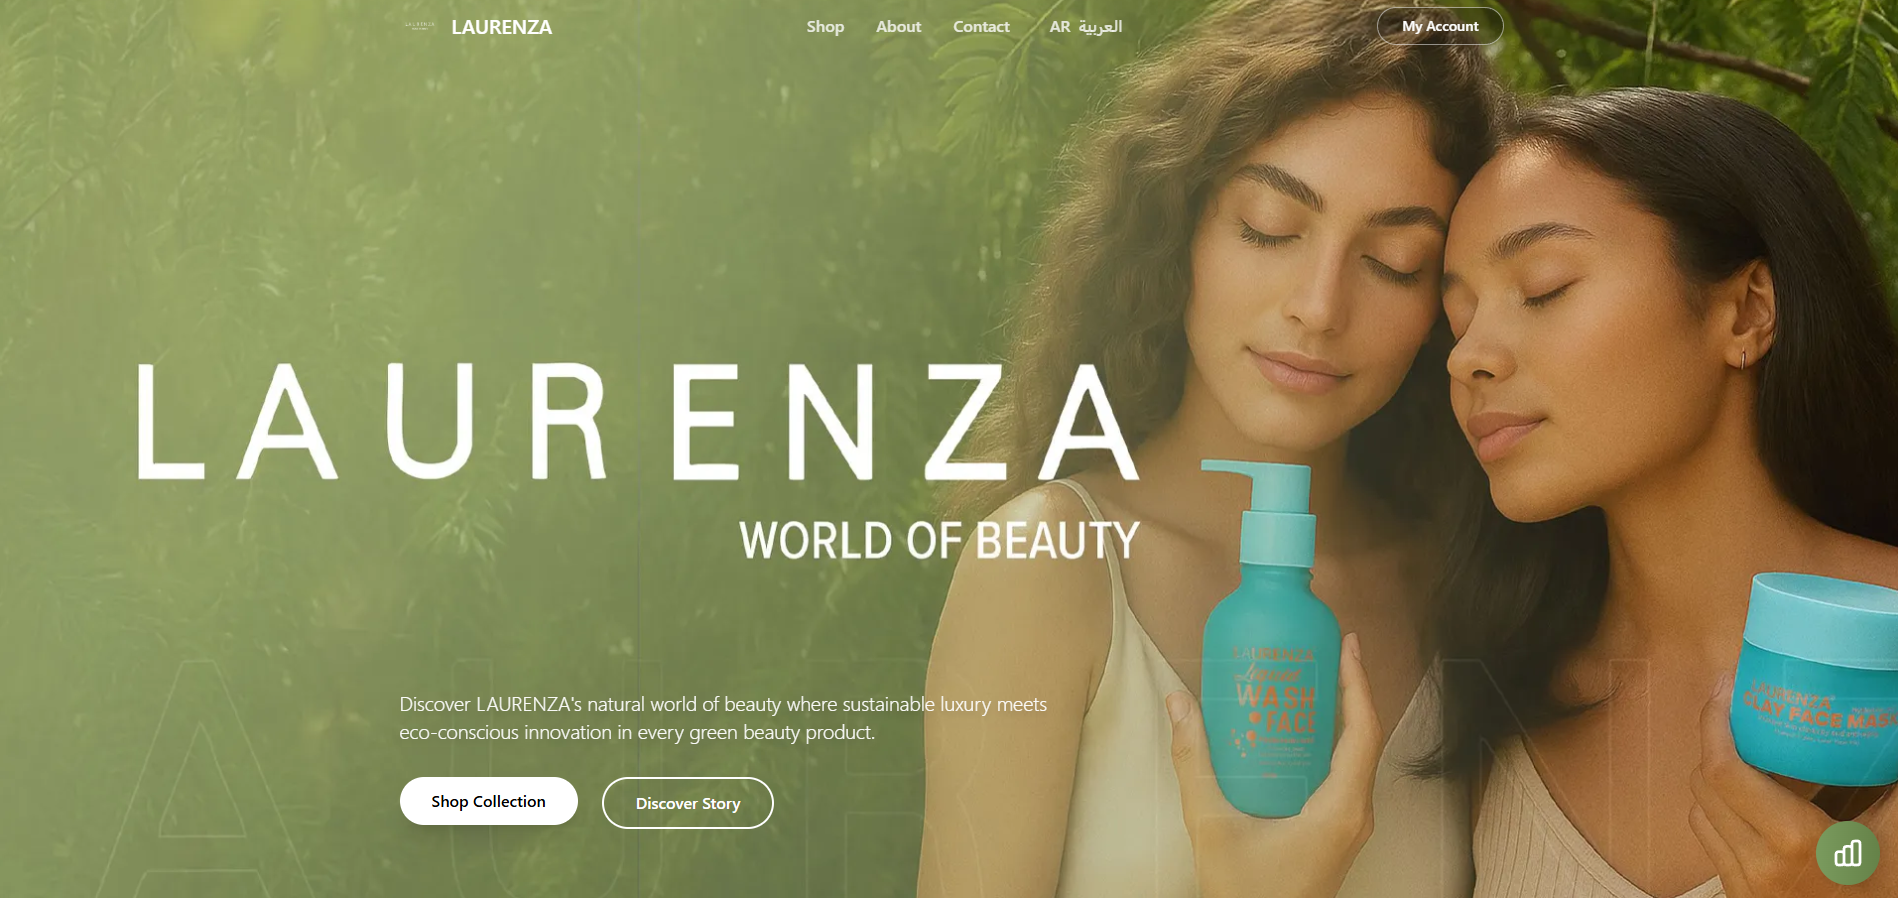 LAURENZA
Shop
About
Contact
AR العربية
My Account
LAURENZA
WORLD OF BEAUTY
Discover LAURENZA's natural world of beauty where sustainable luxury meets
eco-conscious innovation in every green beauty product.
Shop Collection
Discover Story
LAURENZA
Liquid
WASH
FACE
LAURENZA
CLAY FACE MASK
AURENZ